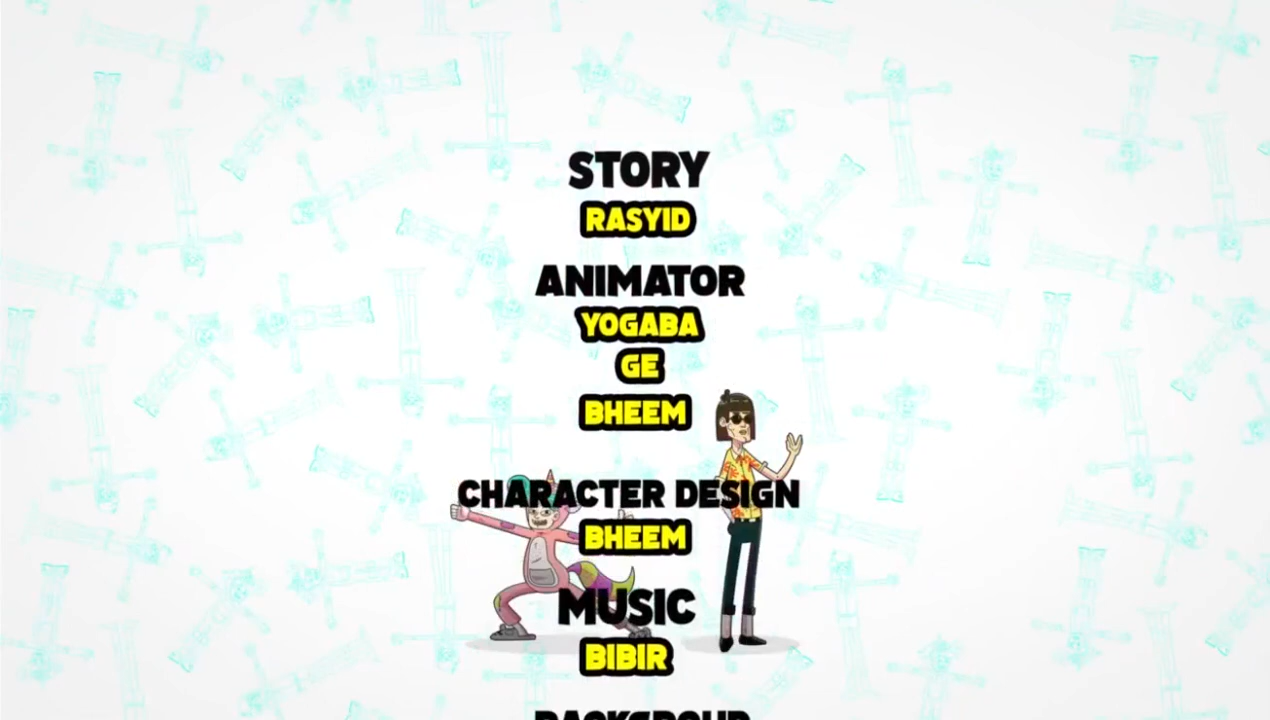 STORY
RASYID
ANIMATOR
YOGABA
GE
BHEEM
CHARACTER DESIGN
BHEEM
MUSIC
BIBIR